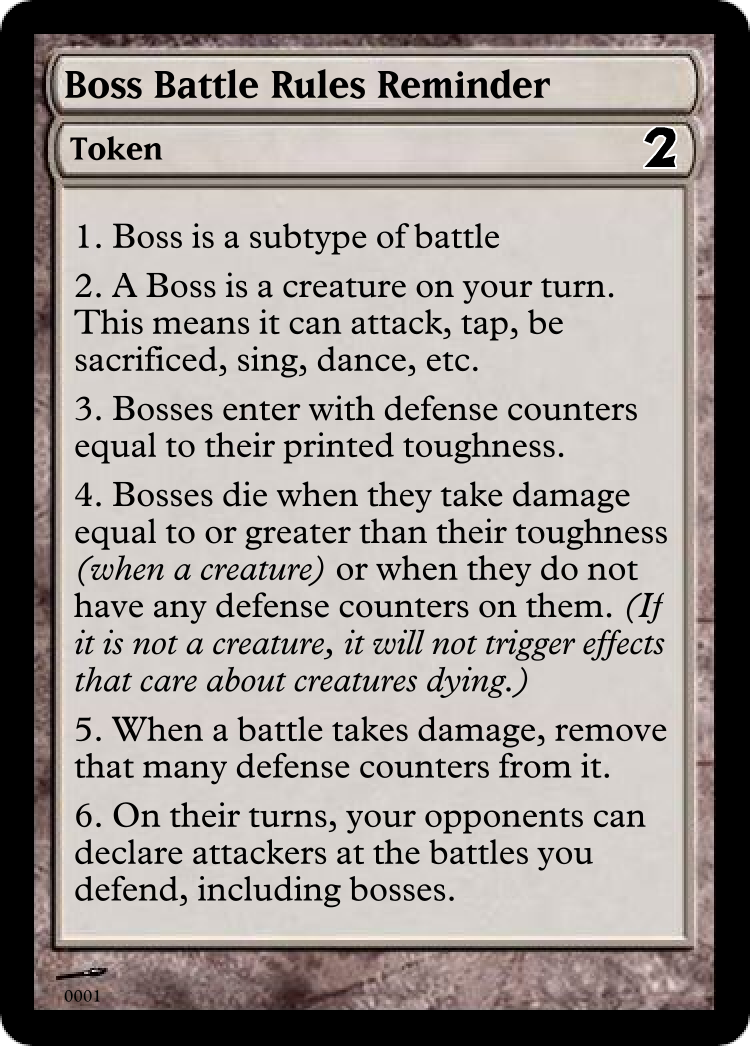 Boss Battle Rules Reminder
Token
2
1. Boss is a subtype of battle
2. A Boss is a creature on your turn.
This means it can attack, tap, be
sacrificed, sing, dance, etc.
3. Bosses enter with defense counters
equal to their printed toughness.
4. Bosses die when they take damage
equal to or greater than their toughness
(when a creature) or when they do not
have any defense counters on them. (If
it is not a creature, it will not trigger effects
that care about creatures dying.)
5. When a battle takes damage, remove
that many defense counters from it.
6. On their turns, your opponents can
declare attackers at the battles you
defend, including bosses.
0001